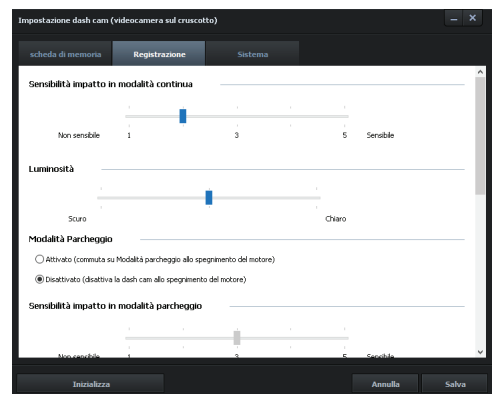 Impostazione dash cam (videocamera sul cruscotto)
scheda di memoria Registrazione Sistema
Sensibilità impatto in modalità continua
Non sensibile 1 3 5 Sensibile
Luminosità
Scuro Chiaro
Modalità Parcheggio
Attivato (commuta su Modalità parcheggio allo spegnimento del motore)
Disattivato (disattiva la dash cam allo spegnimento del motore)
Sensibilità impatto in modalità parcheggio
Non sensibile 1 3 5 Sensibile
Inizializza Annulla Salva